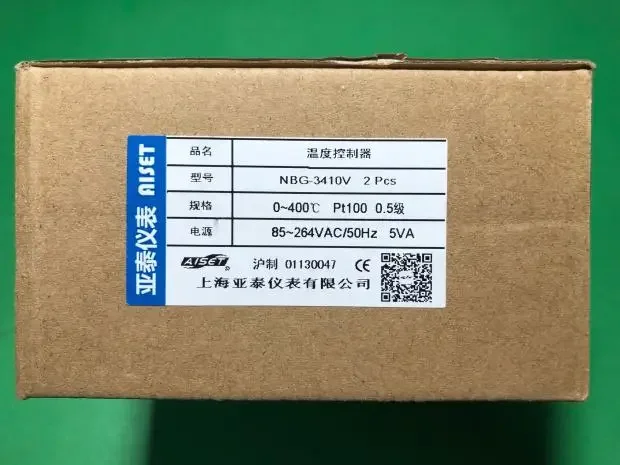 亚泰仪表 AISET
品名 温度控制器
型号 NBG-3410V 2 Pcs
规格 0~400℃ Pt100 0.5级
电源 85~264VAC/50Hz 5VA
AISET® 沪制 01130047 CE
上海亚泰仪表有限公司